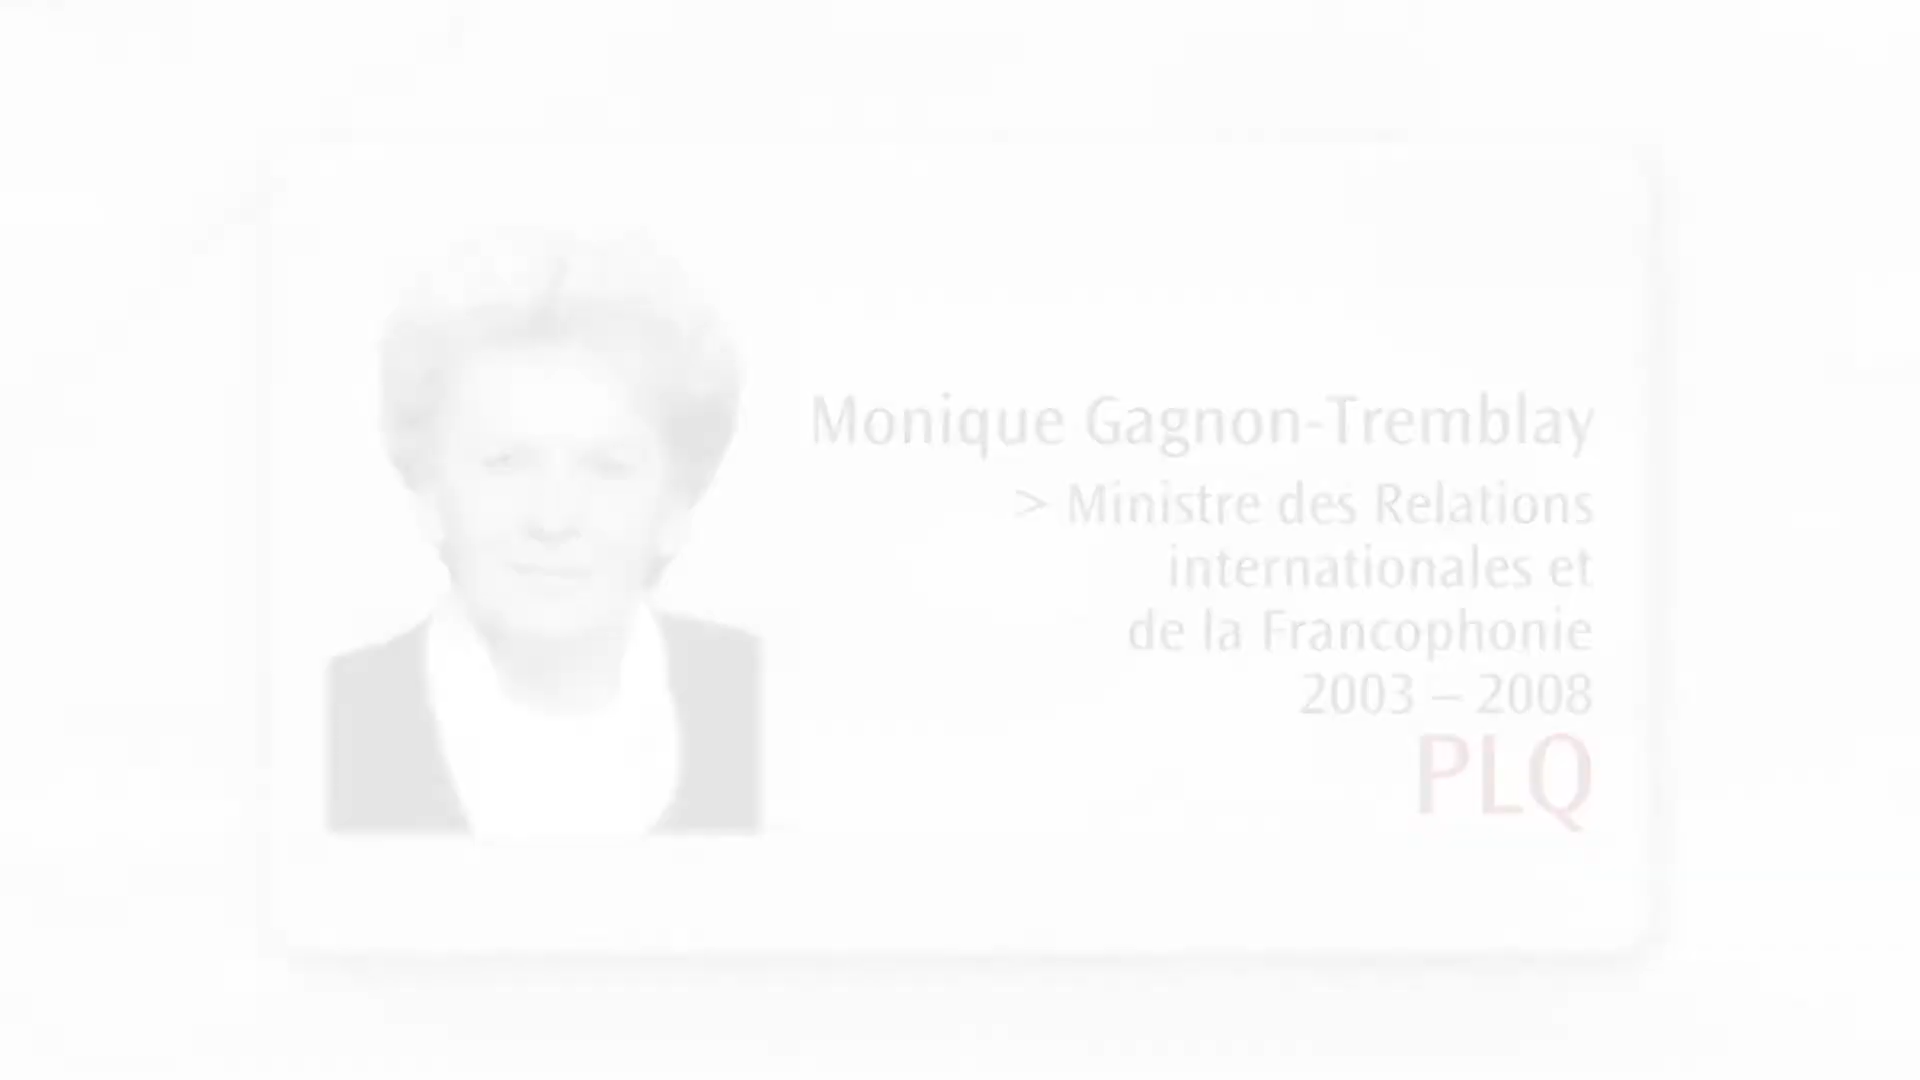 Monique Gagnon-Tremblay
> Ministre des Relations
internationales et
de la Francophonie
2003 – 2008
PLQ